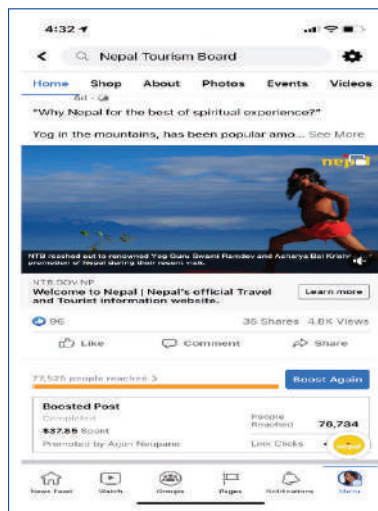 4:32
Nepal Tourism Board
Home Shop About Photos Events Videos
6d
"Why Nepal for the best of spiritual experience?"
Yog in the mountains, has been popular amo... See More
nepal
NTB reached out to renowned Yog Guru Swami Ramdev and Acharya Bal Krishn
promotion of Nepal during their recent visit.
NTB.GOV.NP
Welcome to Nepal | Nepal's official Travel
and Tourist information website.
Learn more
96 35 Shares 4.8K Views
Like Comment Share
77,525 people reached
Boost Again
Boosted Post
Completed
$37.85 Spent
Promoted by Arjun Neupane
People
Reached 76,734
Link Clicks
News Feed Watch Groups Pages Notifications Menu